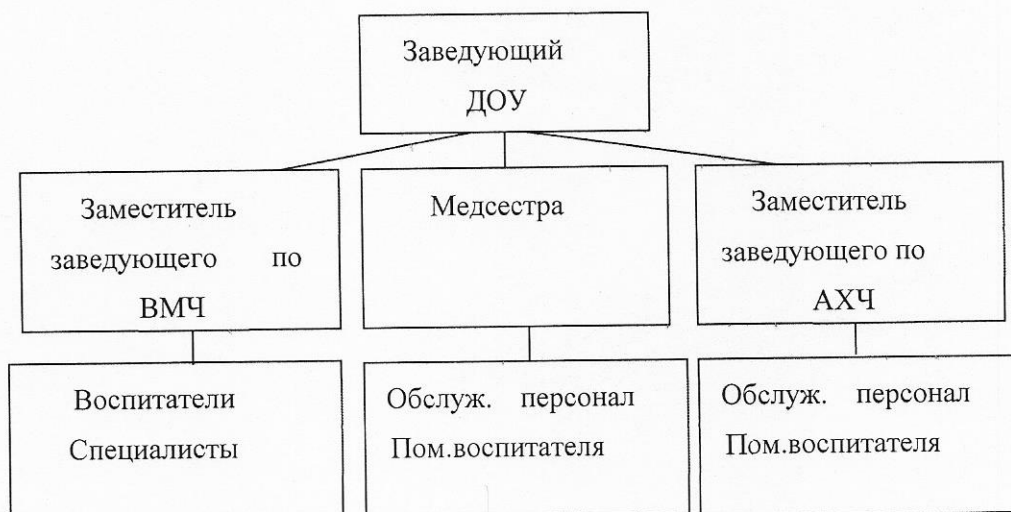 Заведующий
ДОУ
Заместитель
заведующего по
ВМЧ
Медсестра
Заместитель
заведующего по
АХЧ
Воспитатели
Специалисты
Обслуж. персонал
Пом.воспитателя
Обслуж. персонал
Пом.воспитателя